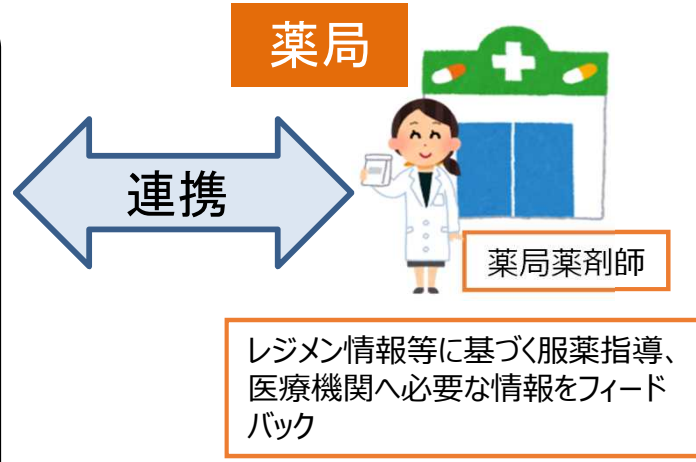 薬局
連携
薬局薬剤師
レジメン情報等に基づく服薬指導、
医療機関へ必要な情報をフィード
バック